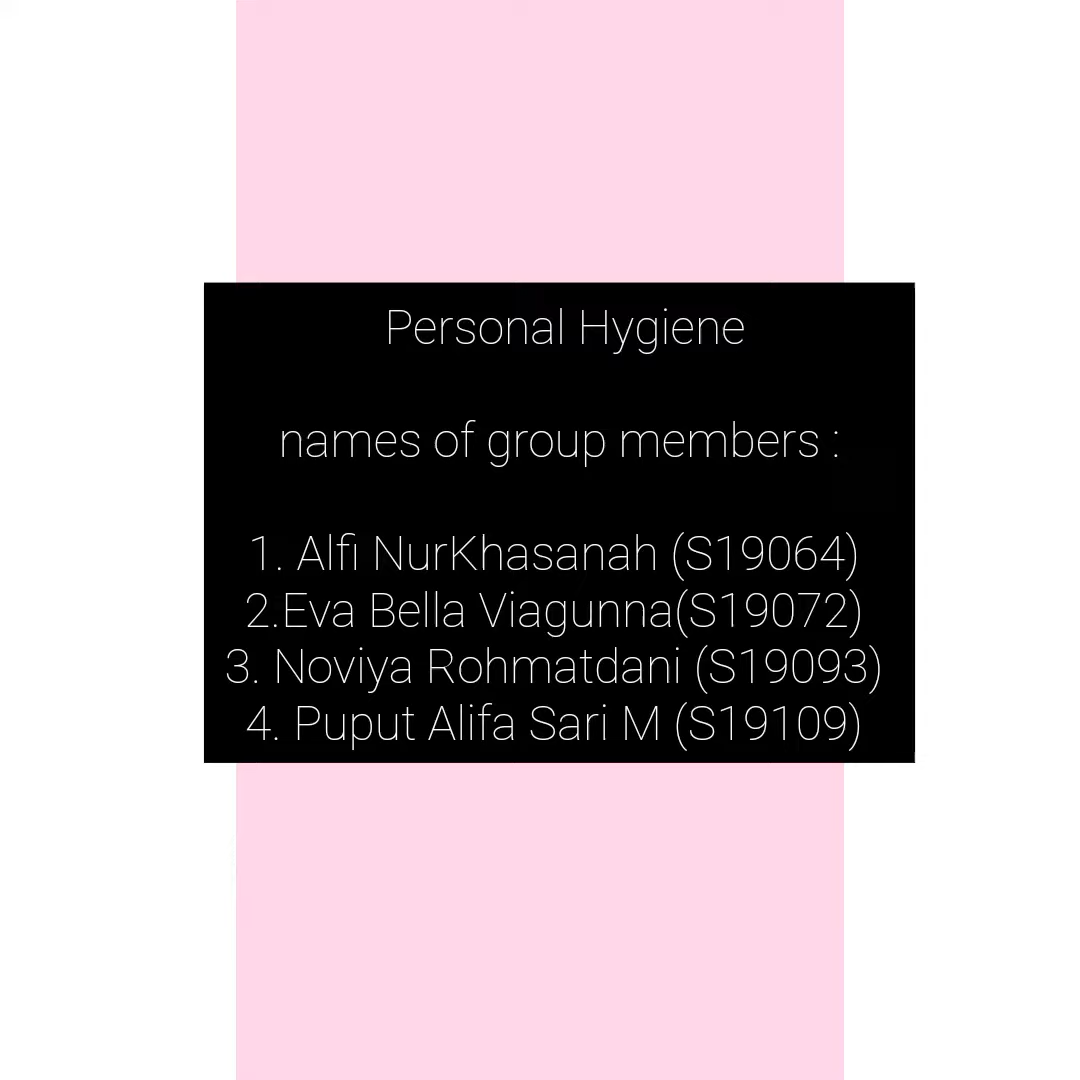 Personal Hygiene
names of group members :
1. Alfi NurKhasanah (S19064)
2.Eva Bella Viagunna(S19072)
3. Noviya Rohmatdani (S19093)
4. Puput Alifa Sari M (S19109)